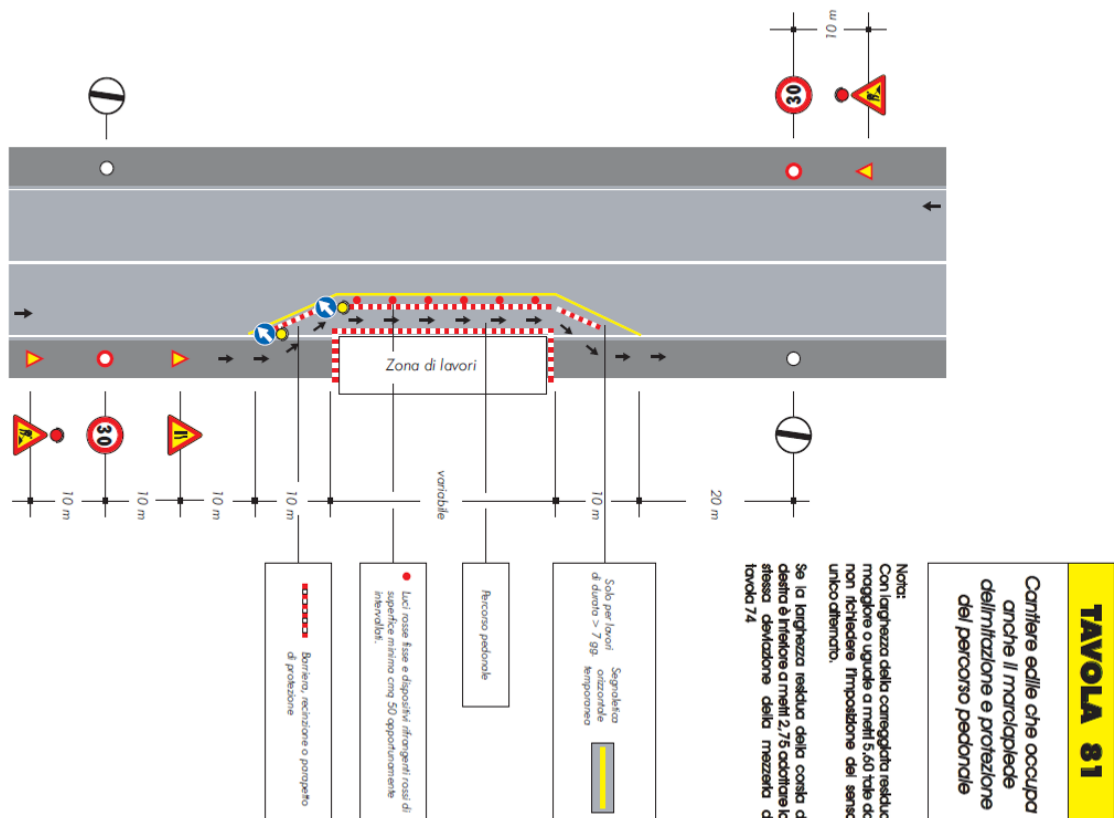 TAVOLA 81
Cantiere edile che occupa
anche il marciapiede
delimitazione e protezione
del percorso pedonale
Nota:
Con larghezza della carreggiata residua
maggiore o uguale a metri 5,60 tale da
non richiedere l'imposizione del senso
unico alternato.
Se la larghezza residua della corsia di
destra è inferiore a metri 2,75 adottare la
stessa deviazione della mezzeria di
tavola 74
10 m
30
Zona di lavori
30
10 m
10 m
10 m
10 m
variabile
10 m
20 m
Solo per lavori
di durata > 7 gg.
Segnaletica
orizzontale
temporanea
Percorso pedonale
Luci rosse fisse e dispositivi rifrangenti rossi di
superficie minima cmq 50 opportunamente
intervallati.
Barriera, recinzione o parapetto
di protezione